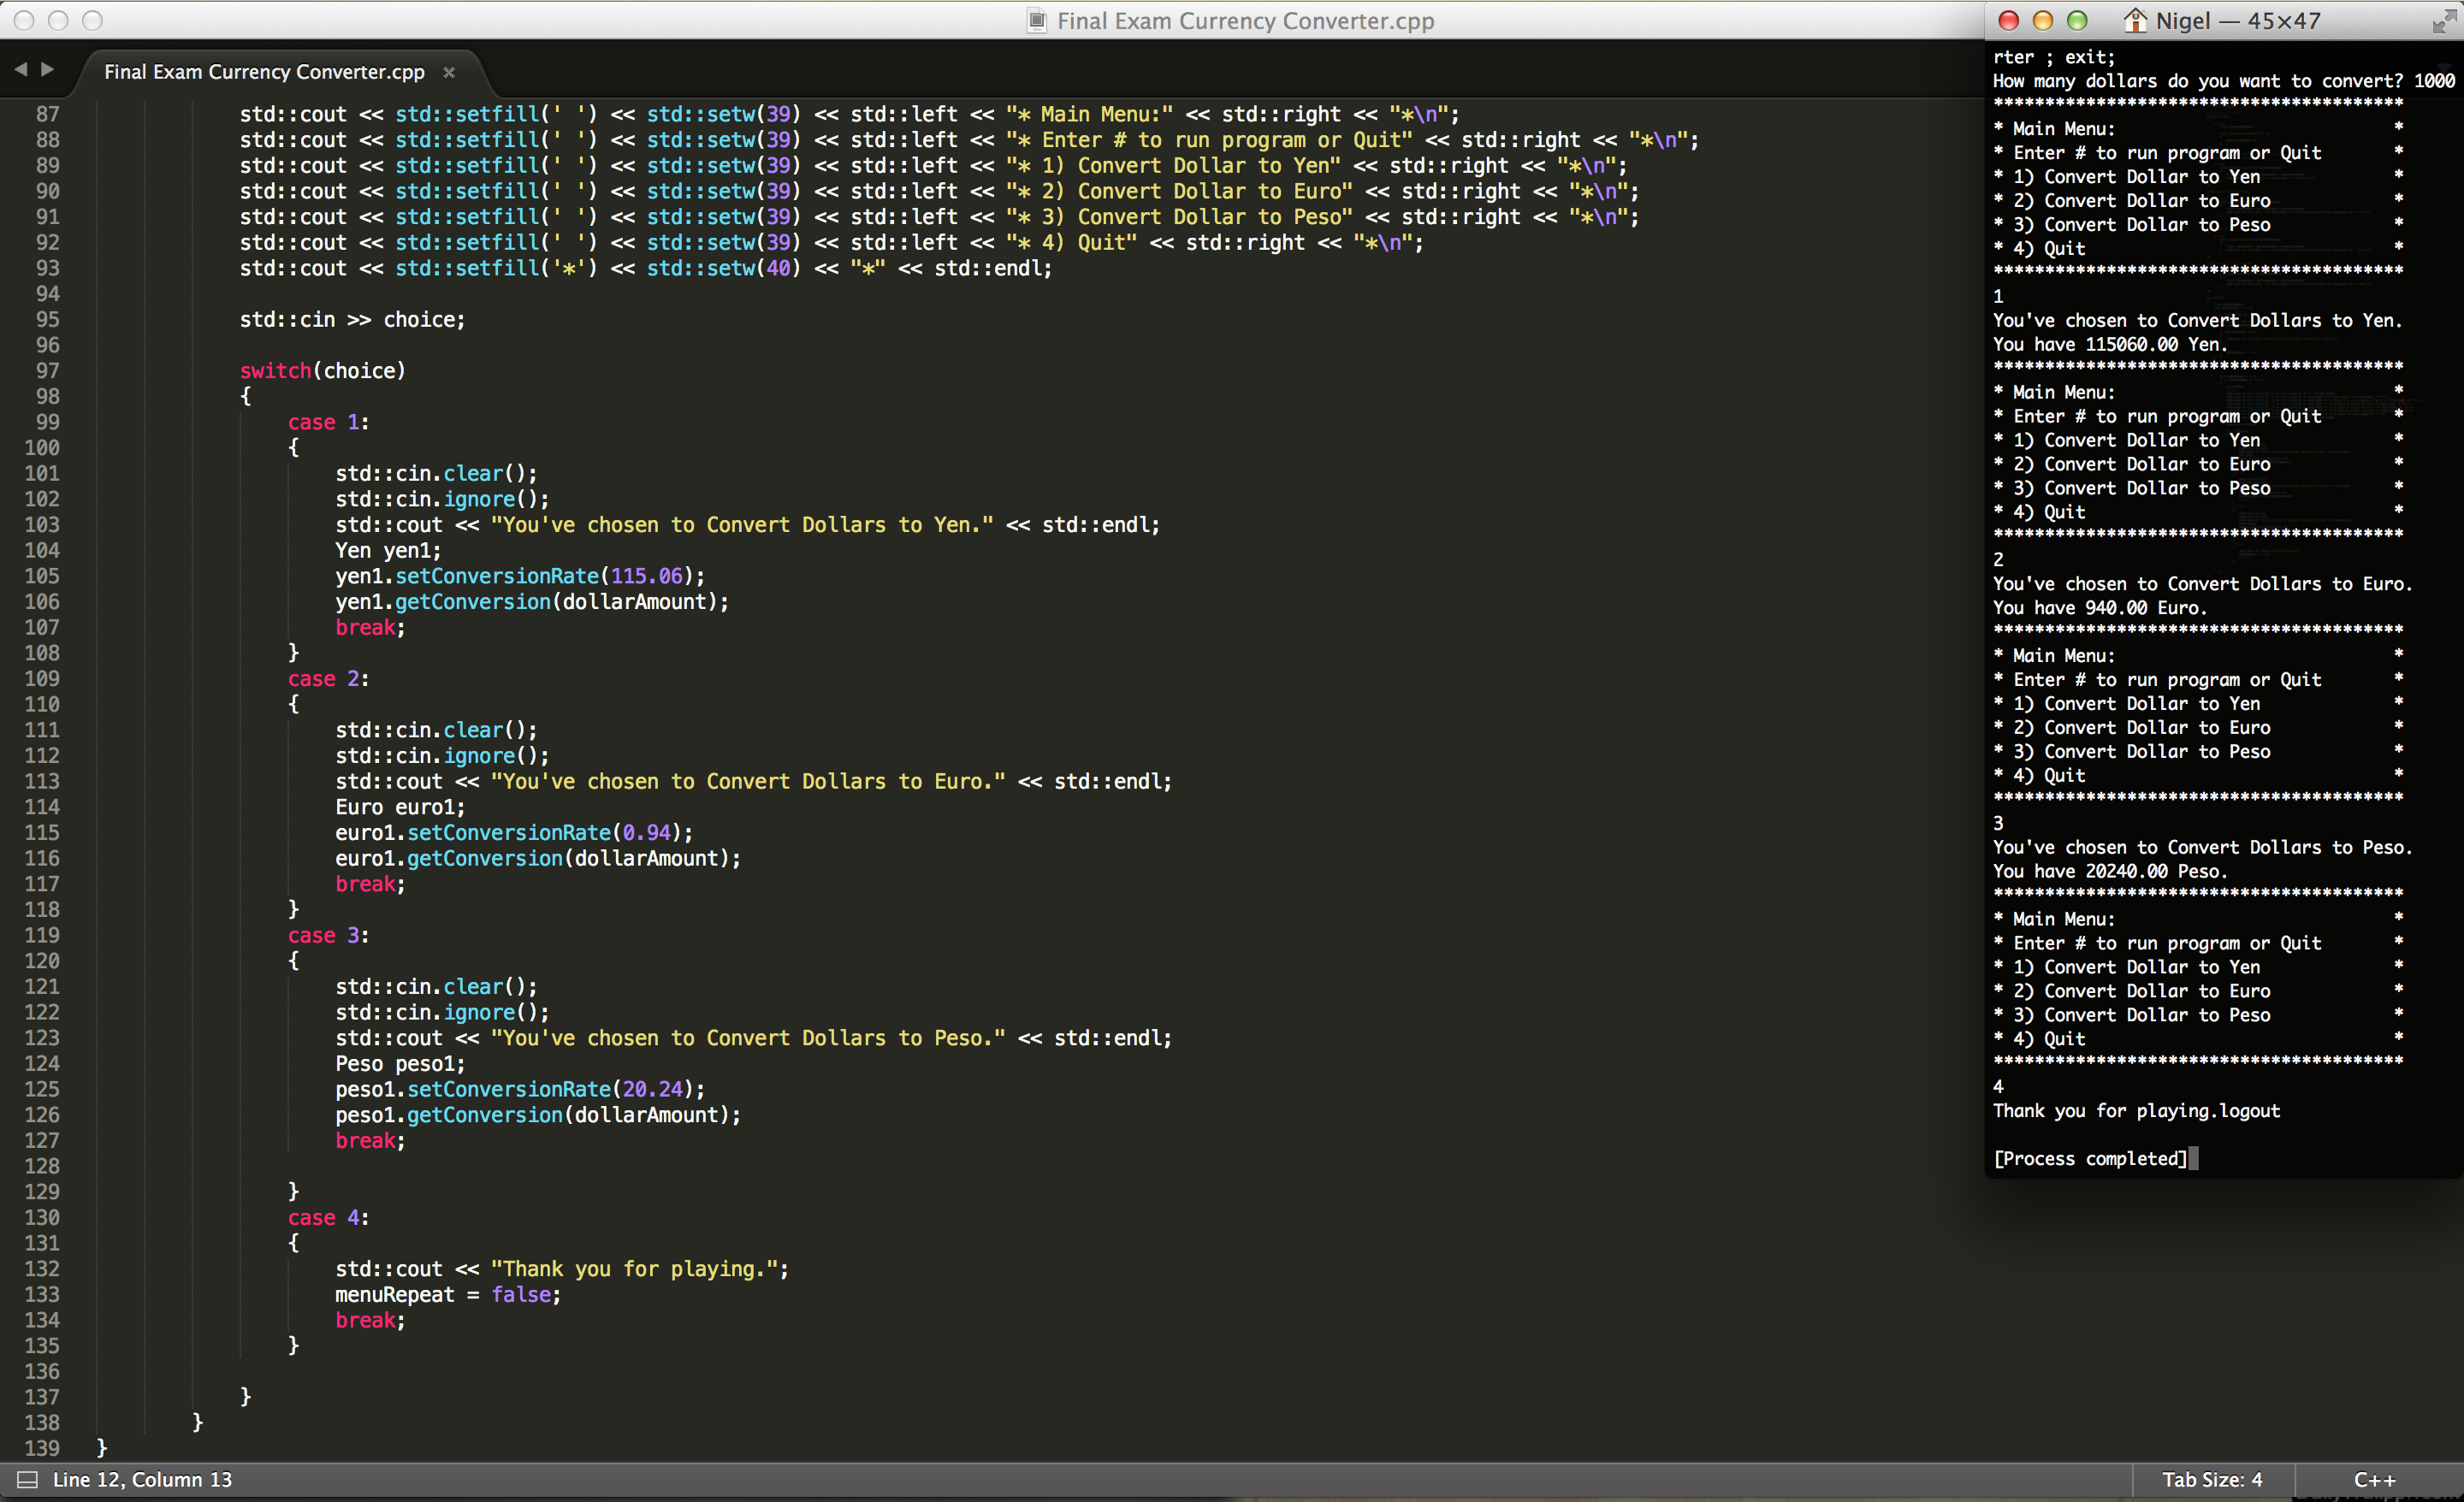 Final Exam Currency Converter.cpp
Final Exam Currency Converter.cpp ×
87 std::cout << std::setfill(' ') << std::setw(39) << std::left << "* Main Menu:" << std::right << "*\n";
88 std::cout << std::setfill(' ') << std::setw(39) << std::left << "* Enter # to run program or Quit" << std::right << "*\n";
89 std::cout << std::setfill(' ') << std::setw(39) << std::left << "* 1) Convert Dollar to Yen" << std::right << "*\n";
90 std::cout << std::setfill(' ') << std::setw(39) << std::left << "* 2) Convert Dollar to Euro" << std::right << "*\n";
91 std::cout << std::setfill(' ') << std::setw(39) << std::left << "* 3) Convert Dollar to Peso" << std::right << "*\n";
92 std::cout << std::setfill(' ') << std::setw(39) << std::left << "* 4) Quit" << std::right << "*\n";
93 std::cout << std::setfill('*') << std::setw(40) << "*" << std::endl;
94
95 std::cin >> choice;
96
97 switch(choice)
98 {
99 case 1:
100 {
101 std::cin.clear();
102 std::cin.ignore();
103 std::cout << "You've chosen to Convert Dollars to Yen." << std::endl;
104 Yen yen1;
105 yen1.setConversionRate(115.06);
106 yen1.getConversion(dollarAmount);
107 break;
108 }
109 case 2:
110 {
111 std::cin.clear();
112 std::cin.ignore();
113 std::cout << "You've chosen to Convert Dollars to Euro." << std::endl;
114 Euro euro1;
115 euro1.setConversionRate(0.94);
116 euro1.getConversion(dollarAmount);
117 break;
118 }
119 case 3:
120 {
121 std::cin.clear();
122 std::cin.ignore();
123 std::cout << "You've chosen to Convert Dollars to Peso." << std::endl;
124 Peso peso1;
125 peso1.setConversionRate(20.24);
126 peso1.getConversion(dollarAmount);
127 break;
128
129 }
130 case 4:
131 {
132 std::cout << "Thank you for playing.";
133 menuRepeat = false;
134 break;
135 }
136
137 }
138 }
139 }
Line 12, Column 13
Tab Size: 4
C++
Nigel — 45×47
rter ; exit;
How many dollars do you want to convert? 1000
****************************************
* Main Menu: *
* Enter # to run program or Quit *
* 1) Convert Dollar to Yen *
* 2) Convert Dollar to Euro *
* 3) Convert Dollar to Peso *
* 4) Quit *
****************************************
1
You've chosen to Convert Dollars to Yen.
You have 115060.00 Yen.
****************************************
* Main Menu: *
* Enter # to run program or Quit *
* 1) Convert Dollar to Yen *
* 2) Convert Dollar to Euro *
* 3) Convert Dollar to Peso *
* 4) Quit *
****************************************
2
You've chosen to Convert Dollars to Euro.
You have 940.00 Euro.
****************************************
* Main Menu: *
* Enter # to run program or Quit *
* 1) Convert Dollar to Yen *
* 2) Convert Dollar to Euro *
* 3) Convert Dollar to Peso *
* 4) Quit *
****************************************
3
You've chosen to Convert Dollars to Peso.
You have 20240.00 Peso.
****************************************
* Main Menu: *
* Enter # to run program or Quit *
* 1) Convert Dollar to Yen *
* 2) Convert Dollar to Euro *
* 3) Convert Dollar to Peso *
* 4) Quit *
****************************************
4
Thank you for playing.logout
[Process completed]